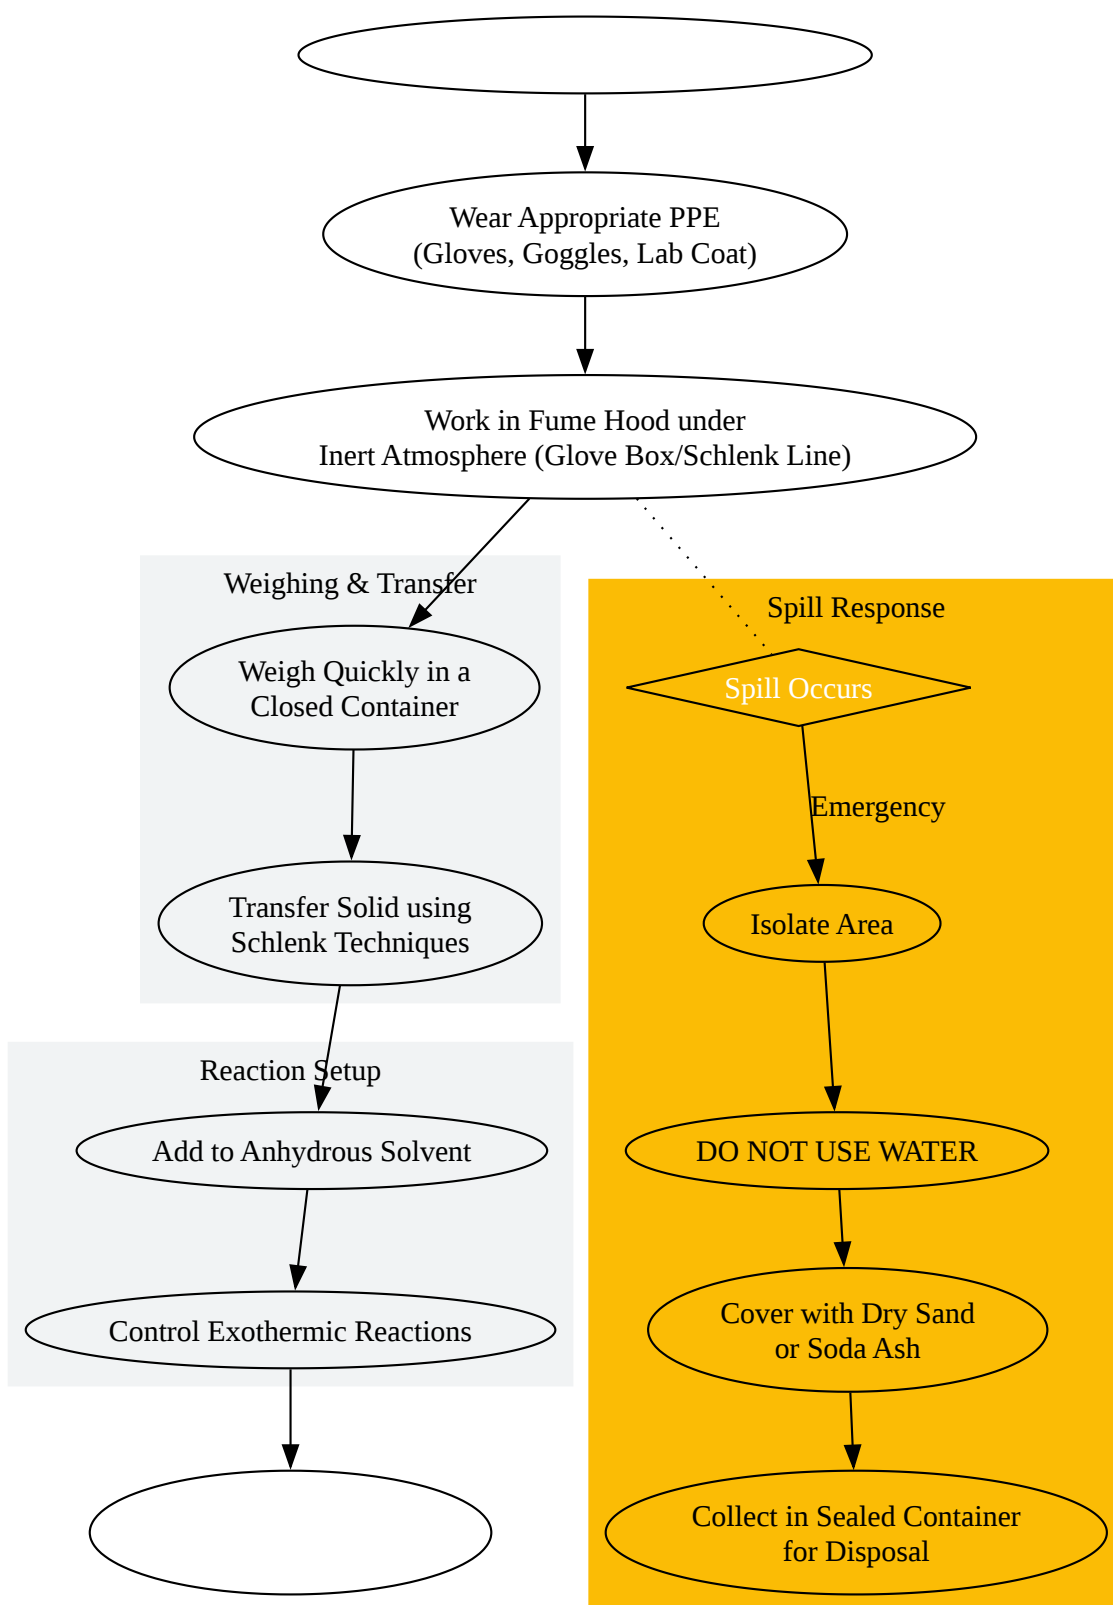 Wear Appropriate PPE
(Gloves, Goggles, Lab Coat)
Work in Fume Hood under
Inert Atmosphere (Glove Box/Schlenk Line)
Weighing & Transfer
Weigh Quickly in a
Closed Container
Transfer Solid using
Schlenk Techniques
Reaction Setup
Add to Anhydrous Solvent
Control Exothermic Reactions
Spill Response
Spill Occurs
Emergency
Isolate Area
DO NOT USE WATER
Cover with Dry Sand
or Soda Ash
Collect in Sealed Container
for Disposal